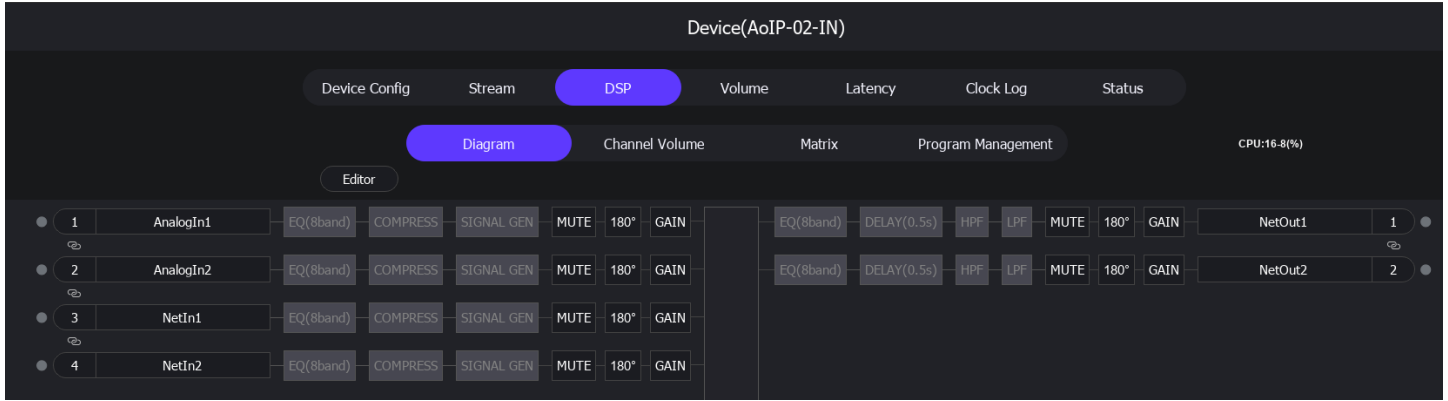 Device(AoIP-02-IN)
Device Config Stream DSP Volume Latency Clock Log Status
Diagram Channel Volume Matrix Program Management CPU:16-8(%)
Editor
1 AnalogIn1 EQ(8band) COMPRESS SIGNAL GEN MUTE 180° GAIN EQ(8band) DELAY(0.5s) HPF LPF MUTE 180° GAIN NetOut1 1
2 AnalogIn2 EQ(8band) COMPRESS SIGNAL GEN MUTE 180° GAIN EQ(8band) DELAY(0.5s) HPF LPF MUTE 180° GAIN NetOut2 2
3 NetIn1 EQ(8band) COMPRESS SIGNAL GEN MUTE 180° GAIN
4 NetIn2 EQ(8band) COMPRESS SIGNAL GEN MUTE 180° GAIN